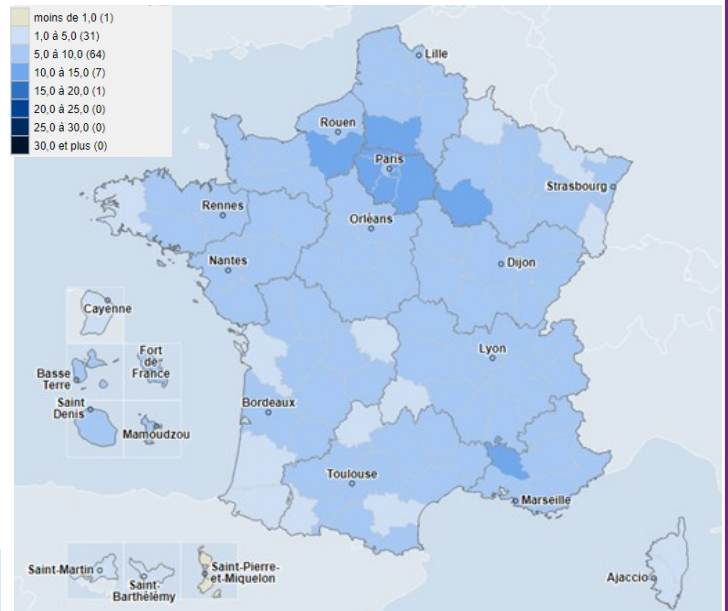 moins de 1,0 (1)
1,0 à 5,0 (31)
5,0 à 10,0 (64)
10,0 à 15,0 (7)
15,0 à 20,0 (1)
20,0 à 25,0 (0)
25,0 à 30,0 (0)
30,0 et plus (0)
Lille
Rouen
Paris
Strasbourg
Rennes
Orléans
Nantes
Dijon
Cayenne
Lyon
Basse
Terre
Fort
de
France
Saint
Denis
Mamoudzou
Bordeaux
Toulouse
Marseille
Saint-Martin
Saint-
Barthélémy
Saint-Pierre-
et-Miquelon
Ajaccio